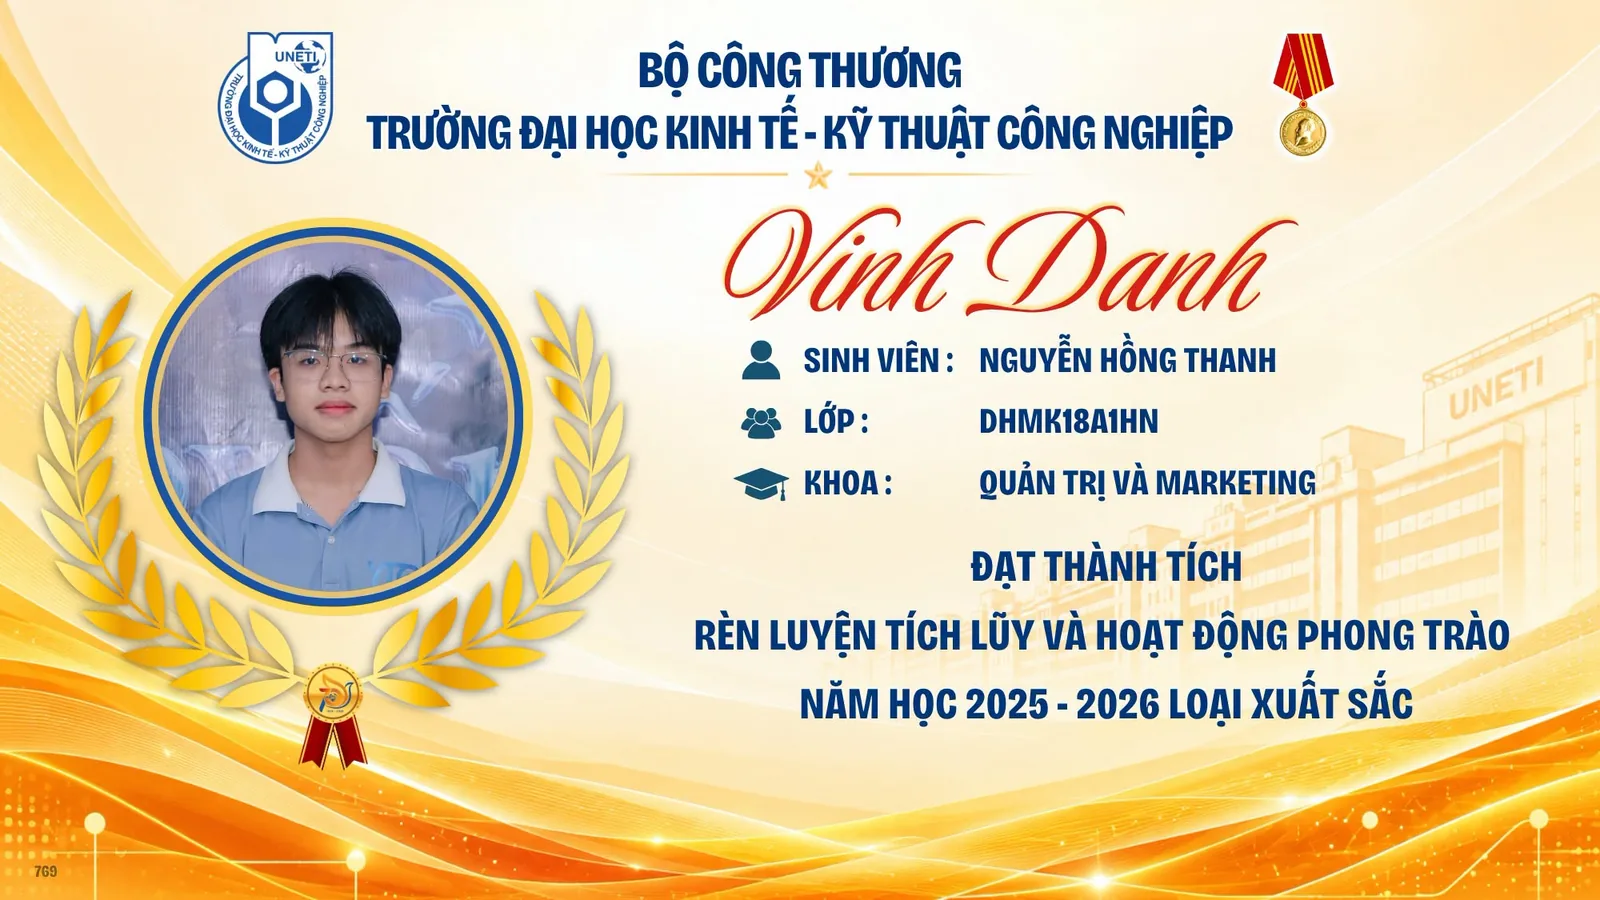 UNETI
TRƯỜNG ĐẠI HỌC KINH TẾ - KỸ THUẬT CÔNG NGHIỆP
BỘ CÔNG THƯƠNG
TRƯỜNG ĐẠI HỌC KINH TẾ - KỸ THUẬT CÔNG NGHIỆP
Vinh Danh
SINH VIÊN : NGUYỄN HỒNG THANH
LỚP : DHMK18A1HN
KHOA : QUẢN TRỊ VÀ MARKETING
UNETI
ĐẠT THÀNH TÍCH
RÈN LUYỆN TÍCH LŨY VÀ HOẠT ĐỘNG PHONG TRÀO
NĂM HỌC 2025 - 2026 LOẠI XUẤT SẮC
769